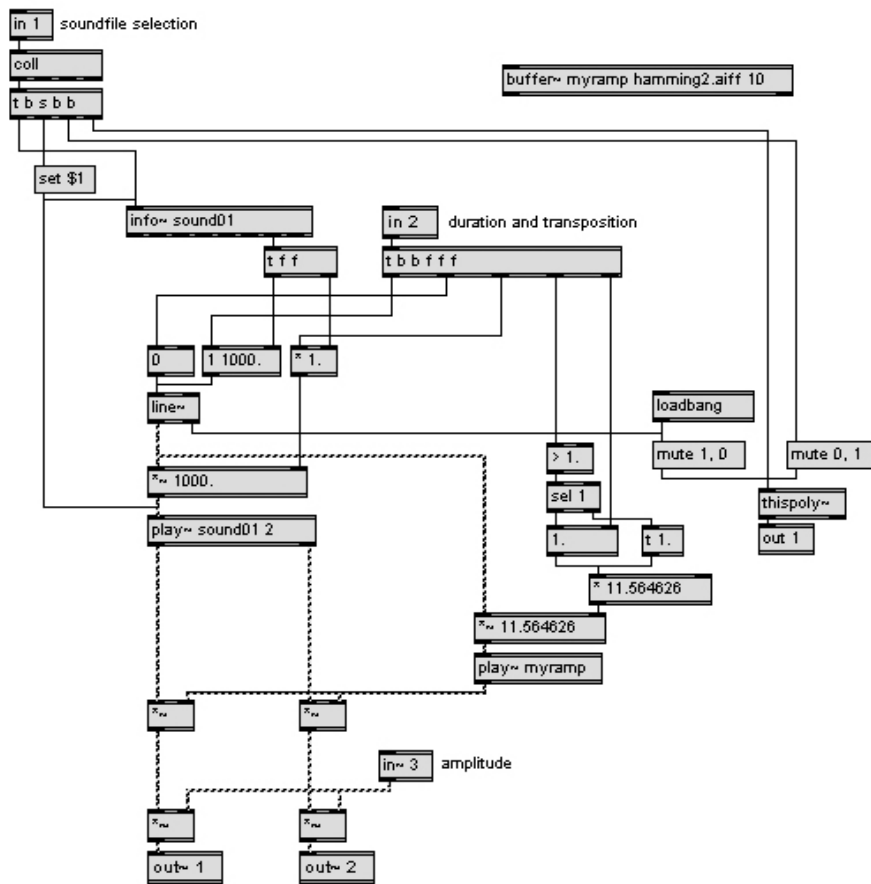 in 1 soundfile selection
coll
buffer~ myramp hamming2.aiff 10
t b s b b
set $1
info~ sound01
in 2 duration and transposition
t f f
t b b f f f
0
1 1000.
* 1.
line~
loadbang
> 1.
mute 1, 0
mute 0, 1
*~ 1000.
sel 1
thispoly~
play~ sound01 2
1.
t 1.
out 1
* 11.564626
*~ 11.564626
play~ myramp
*~
*~
in~ 3 amplitude
*~
*~
out~ 1
out~ 2